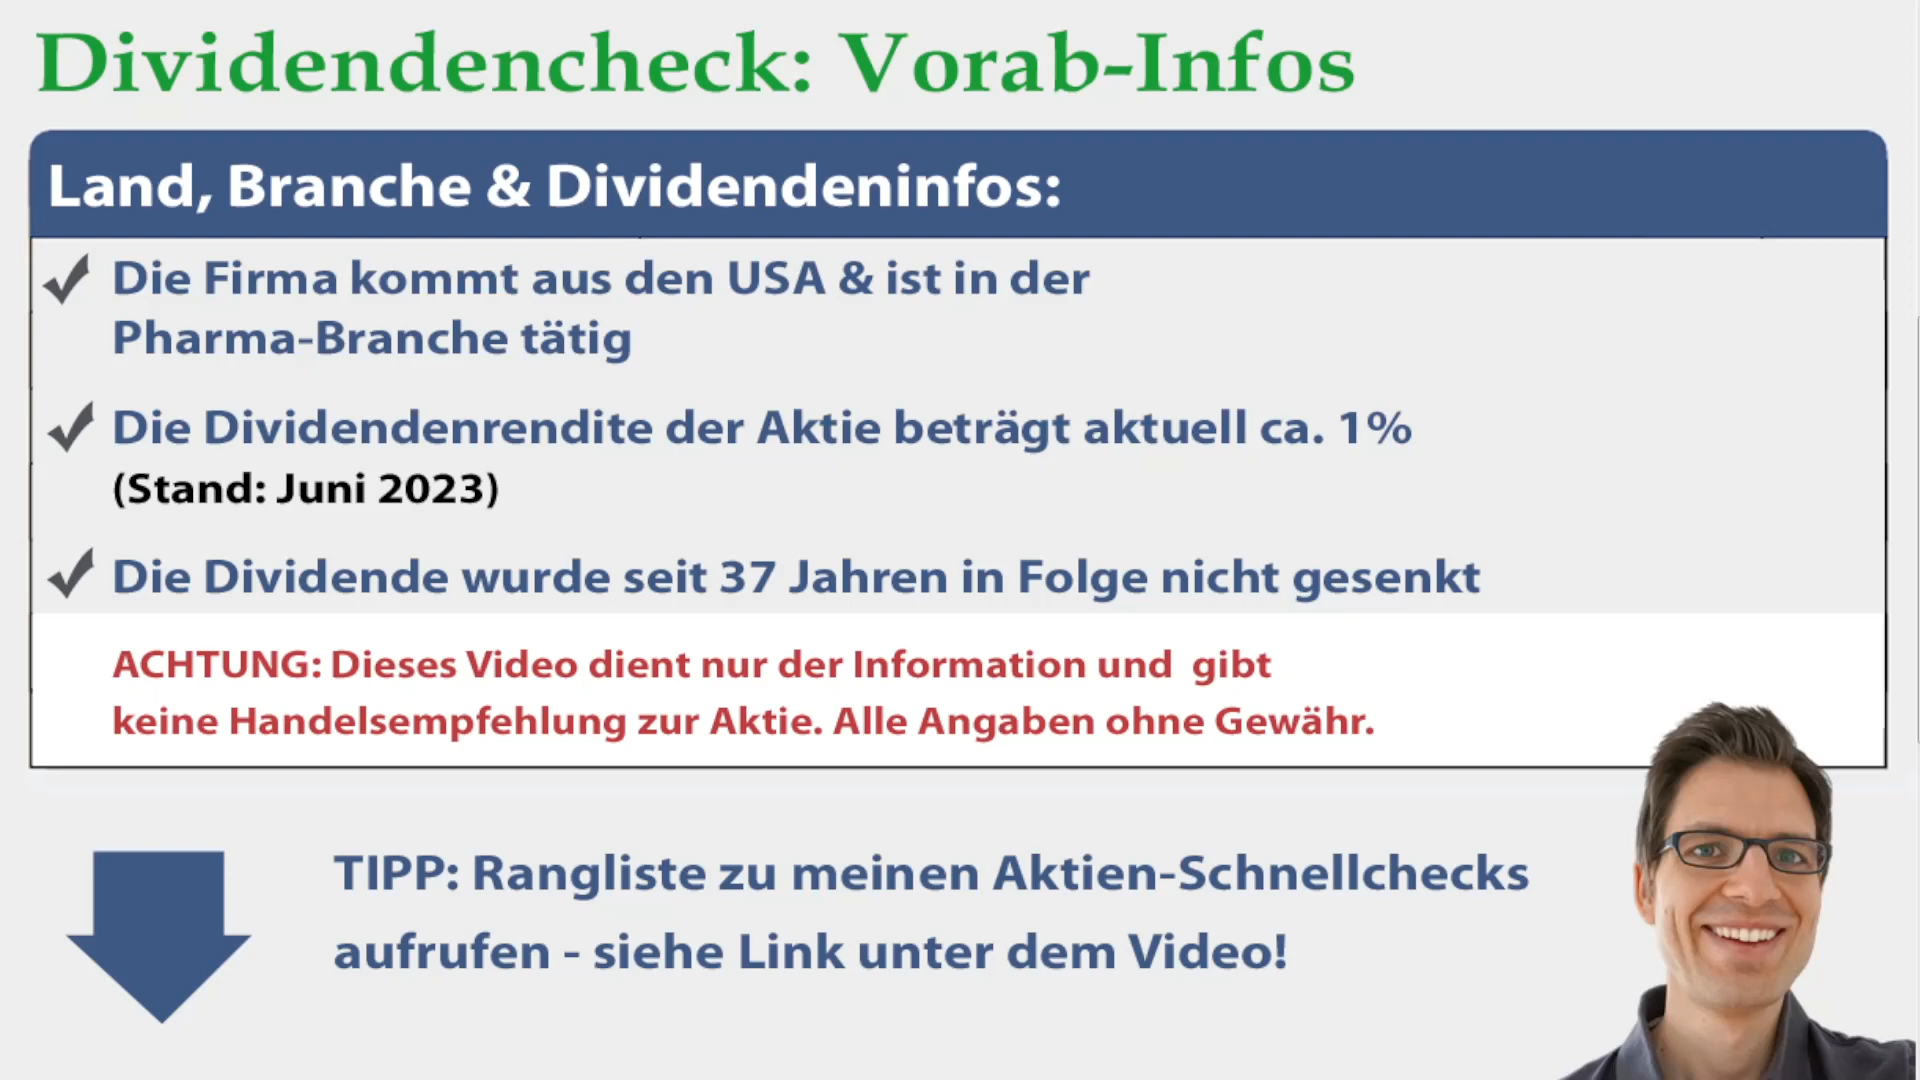 Dividendencheck: Vorab-Infos
Land, Branche & Dividendeninfos:
Die Firma kommt aus den USA & ist in der
Pharma-Branche tätig
Die Dividendenrendite der Aktie beträgt aktuell ca. 1%
(Stand: Juni 2023)
Die Dividende wurde seit 37 Jahren in Folge nicht gesenkt
ACHTUNG: Dieses Video dient nur der Information und gibt
keine Handelsempfehlung zur Aktie. Alle Angaben ohne Gewähr.
TIPP: Rangliste zu meinen Aktien-Schnellchecks
aufrufen - siehe Link unter dem Video!